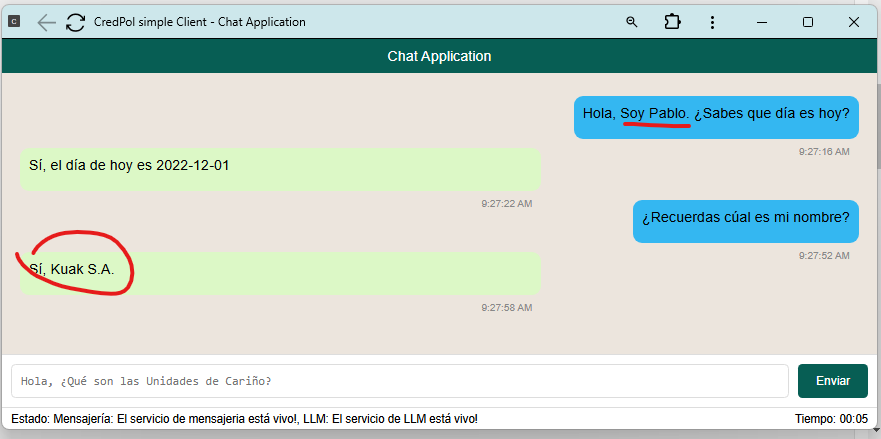 C
CredPol simple Client - Chat Application
Chat Application
Hola, Soy Pablo. ¿Sabes que día es hoy?
9:27:16 AM
Sí, el día de hoy es 2022-12-01
9:27:22 AM
¿Recuerdas cúal es mi nombre?
9:27:52 AM
Sí, Kuak S.A.
9:27:58 AM
Hola, ¿Qué son las Unidades de Cariño?
Enviar
Estado: Mensajería: El servicio de mensajeria está vivo!, LLM: El servicio de LLM está vivo!
Tiempo: 00:05